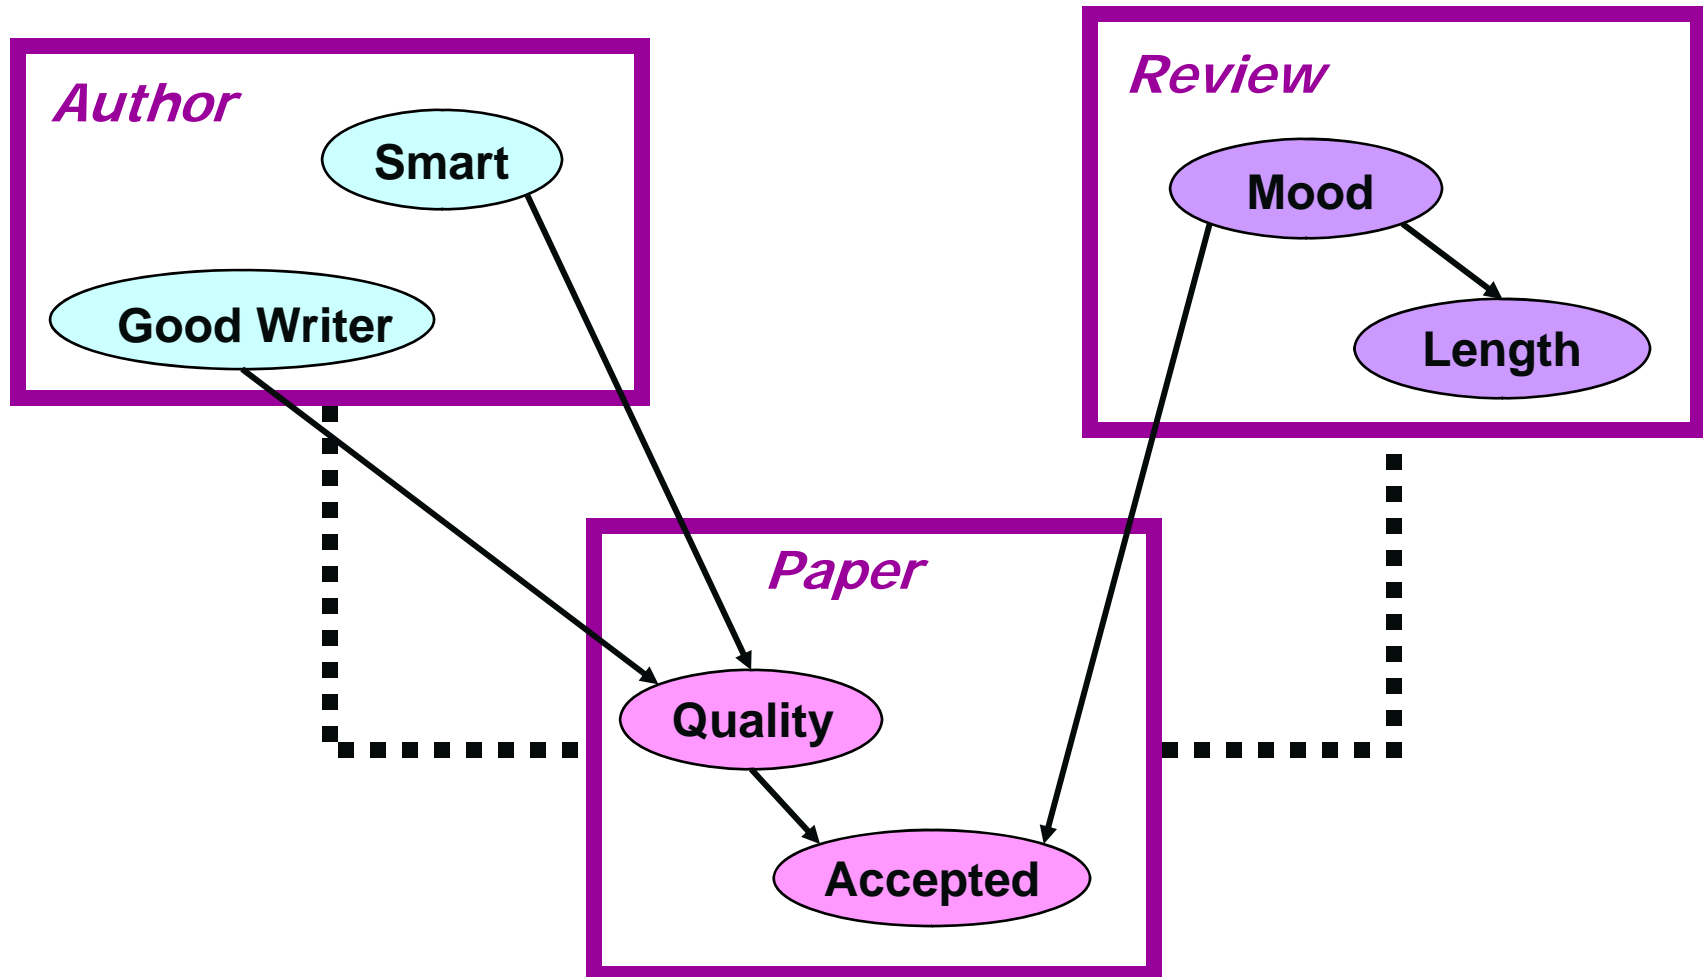 Author
Smart
Good Writer
Review
Mood
Length
Paper
Quality
Accepted